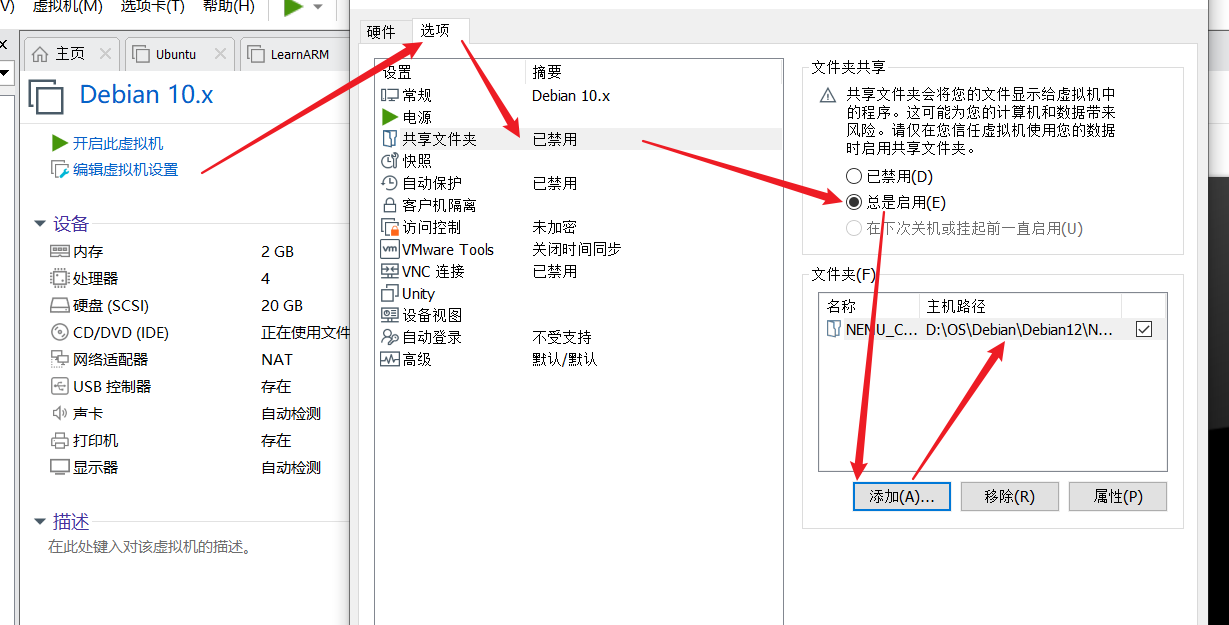 V) 虚拟机(M) 选项卡(T) 帮助(H)
主页 Ubuntu LearnARM
Debian 10.x
开启此虚拟机
编辑虚拟机设置
设备
内存 2 GB
处理器 4
硬盘 (SCSI) 20 GB
CD/DVD (IDE) 正在使用文件
网络适配器 NAT
USB 控制器 存在
声卡 自动检测
打印机 存在
显示器 自动检测
描述
在此处键入对该虚拟机的描述。
硬件 选项
设置 摘要
常规 Debian 10.x
电源
共享文件夹 已禁用
快照
自动保护 已禁用
客户机隔离
访问控制 未加密
VMware Tools 关闭时间同步
VNC 连接 已禁用
Unity
设备视图
自动登录 不受支持
高级 默认/默认
文件夹共享
共享文件夹会将您的文件显示给虚拟机中
的程序。这可能为您的计算机和数据带来
风险。请仅在您信任虚拟机使用您的数据
时启用共享文件夹。
已禁用(D)
总是启用(E)
在下次关机或挂起前一直启用(U)
文件夹(F)
名称 主机路径
NEMU_C... D:\OS\Debian\Debian12\N...
添加(A)... 移除(R) 属性(P)